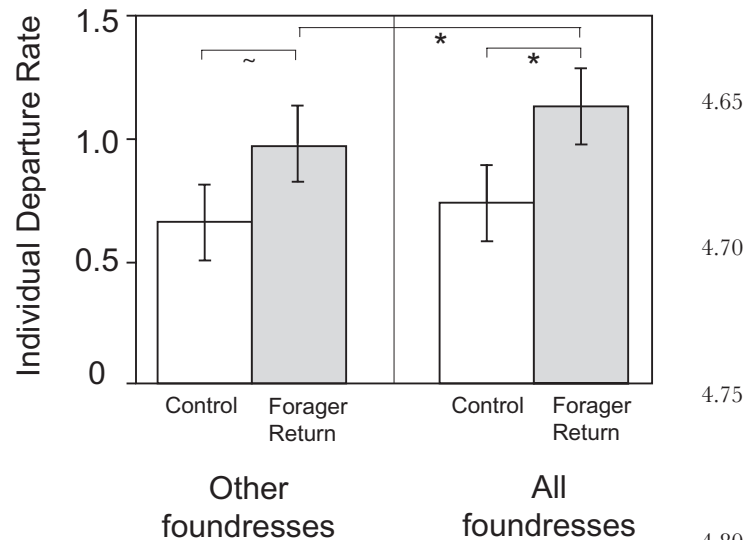 Individual Departure Rate
1.5
1.0
0.5
0
~
*
*
Control
Forager
Return
Control
Forager
Return
Other
foundresses
All
foundresses
4.65
4.70
4.75